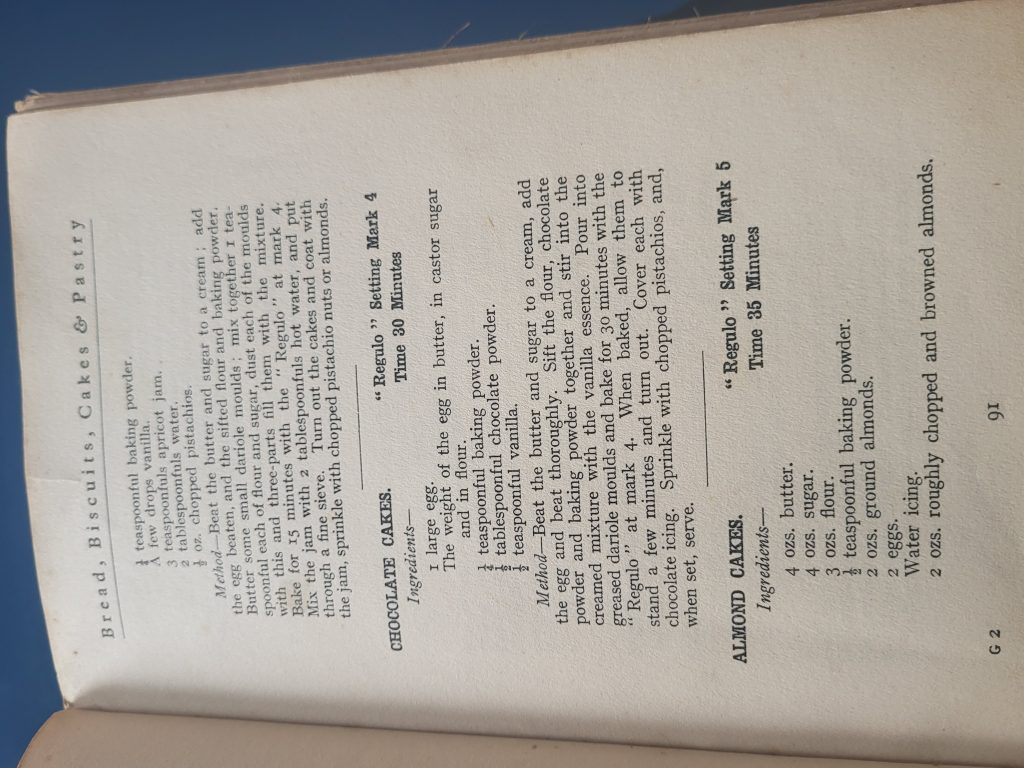 Bread, Biscuits, Cakes & Pastry
¼ teaspoonful baking powder.
A few drops vanilla.
3 teaspoonfuls apricot jam.
2 tablespoonfuls water.
½ oz. chopped pistachios.
Method—Beat the butter and sugar to a cream; add
the egg beaten, and the sifted flour and baking powder.
Butter some small dariole moulds; mix together 1 tea-
spoonful each of flour and sugar, dust each of the moulds
with this and three-parts fill them with the mixture.
Bake for 15 minutes with the "Regulo" at mark 4.
Mix the jam with 2 tablespoonfuls hot water, and put
through a fine sieve. Turn out the cakes and coat with
the jam, sprinkle with chopped pistachio nuts or almonds.
CHOCOLATE CAKES. "Regulo" Setting Mark 4
Time 30 Minutes
Ingredients—
1 large egg.
The weight of the egg in butter, in castor sugar
and in flour.
¼ teaspoonful baking powder.
½ tablespoonful chocolate powder.
½ teaspoonful vanilla.
Method—Beat the butter and sugar to a cream, add
the egg and beat thoroughly. Sift the flour, chocolate
powder and baking powder together and stir into the
creamed mixture with the vanilla essence. Pour into
greased dariole moulds and bake for 30 minutes with the
"Regulo" at mark 4. When baked, allow them to
stand a few minutes and turn out. Cover each with
chocolate icing. Sprinkle with chopped pistachios, and,
when set, serve.
ALMOND CAKES. "Regulo" Setting Mark 5
Time 35 Minutes
Ingredients—
4 ozs. butter.
4 ozs. sugar.
3 ozs. flour.
½ teaspoonful baking powder.
2 ozs. ground almonds.
2 eggs.
Water icing.
2 ozs. roughly chopped and browned almonds.
G 2 91